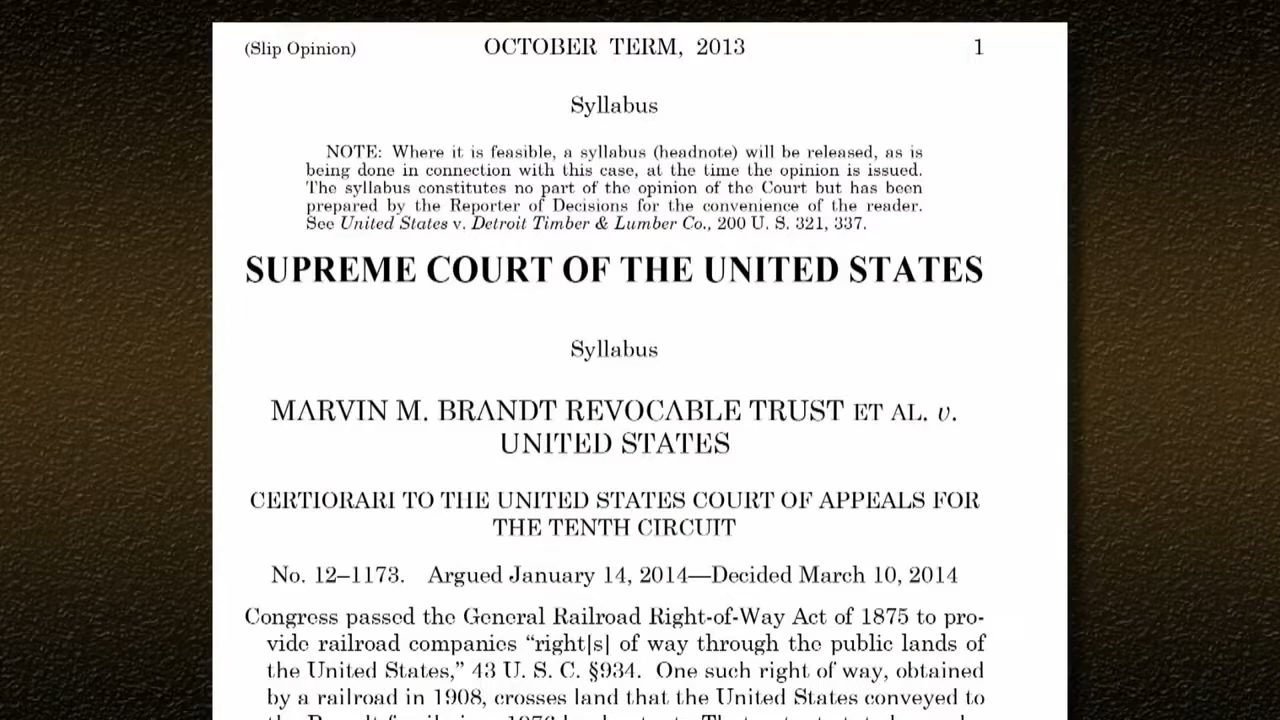 (Slip Opinion) OCTOBER TERM, 2013 1
Syllabus
NOTE: Where it is feasible, a syllabus (headnote) will be released, as is
being done in connection with this case, at the time the opinion is issued.
The syllabus constitutes no part of the opinion of the Court but has been
prepared by the Reporter of Decisions for the convenience of the reader.
See United States v. Detroit Timber & Lumber Co., 200 U. S. 321, 337.
SUPREME COURT OF THE UNITED STATES
Syllabus
MARVIN M. BRANDT REVOCABLE TRUST ET AL. v.
UNITED STATES
CERTIORARI TO THE UNITED STATES COURT OF APPEALS FOR
THE TENTH CIRCUIT
No. 12–1173. Argued January 14, 2014—Decided March 10, 2014
Congress passed the General Railroad Right-of-Way Act of 1875 to pro-
vide railroad companies “right[s] of way through the public lands of
the United States,” 43 U. S. C. §934. One such right of way, obtained
by a railroad in 1908, crosses land that the United States conveyed to